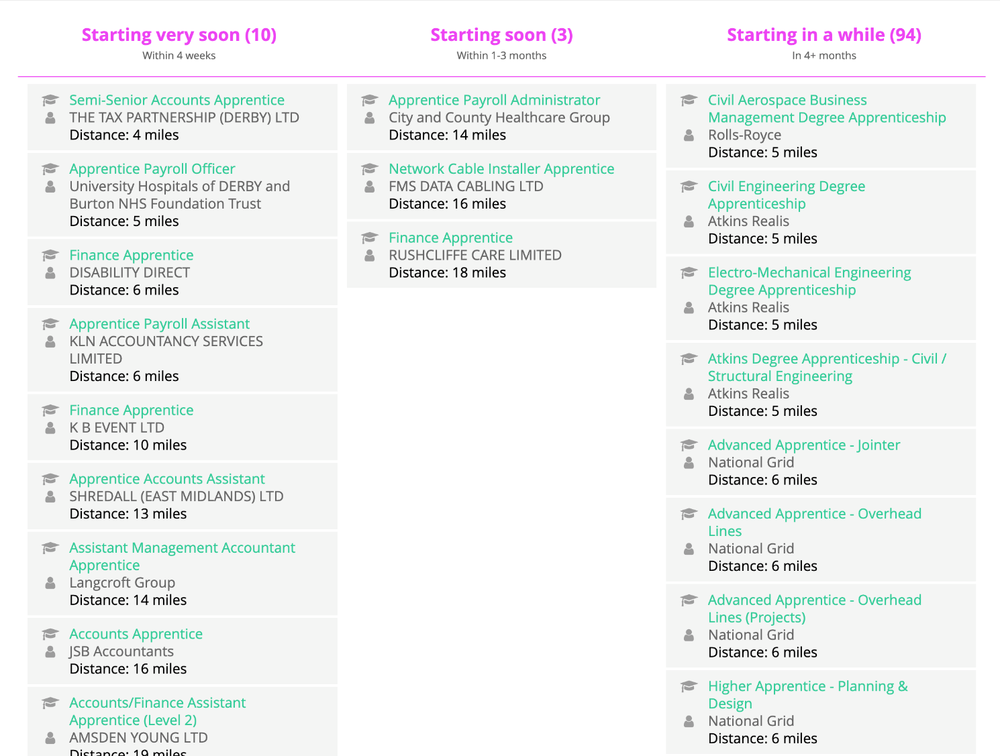 Starting very soon (10)
Within 4 weeks
Semi-Senior Accounts Apprentice
THE TAX PARTNERSHIP (DERBY) LTD
Distance: 4 miles
Apprentice Payroll Officer
University Hospitals of DERBY and
Burton NHS Foundation Trust
Distance: 5 miles
Finance Apprentice
DISABILITY DIRECT
Distance: 6 miles
Apprentice Payroll Assistant
KLN ACCOUNTANCY SERVICES
LIMITED
Distance: 6 miles
Finance Apprentice
K B EVENT LTD
Distance: 10 miles
Apprentice Accounts Assistant
SHREDALL (EAST MIDLANDS) LTD
Distance: 13 miles
Assistant Management Accountant
Apprentice
Langcroft Group
Distance: 14 miles
Accounts Apprentice
JSB Accountants
Distance: 16 miles
Accounts/Finance Assistant
Apprentice (Level 2)
AMSDEN YOUNG LTD
Distance: 19 miles
Starting soon (3)
Within 1-3 months
Apprentice Payroll Administrator
City and County Healthcare Group
Distance: 14 miles
Network Cable Installer Apprentice
FMS DATA CABLING LTD
Distance: 16 miles
Finance Apprentice
RUSHCLIFFE CARE LIMITED
Distance: 18 miles
Starting in a while (94)
In 4+ months
Civil Aerospace Business
Management Degree Apprenticeship
Rolls-Royce
Distance: 5 miles
Civil Engineering Degree
Apprenticeship
Atkins Realis
Distance: 5 miles
Electro-Mechanical Engineering
Degree Apprenticeship
Atkins Realis
Distance: 5 miles
Atkins Degree Apprenticeship - Civil /
Structural Engineering
Atkins Realis
Distance: 5 miles
Advanced Apprentice - Jointer
National Grid
Distance: 6 miles
Advanced Apprentice - Overhead
Lines
National Grid
Distance: 6 miles
Advanced Apprentice - Overhead
Lines (Projects)
National Grid
Distance: 6 miles
Higher Apprentice - Planning &
Design
National Grid
Distance: 6 miles